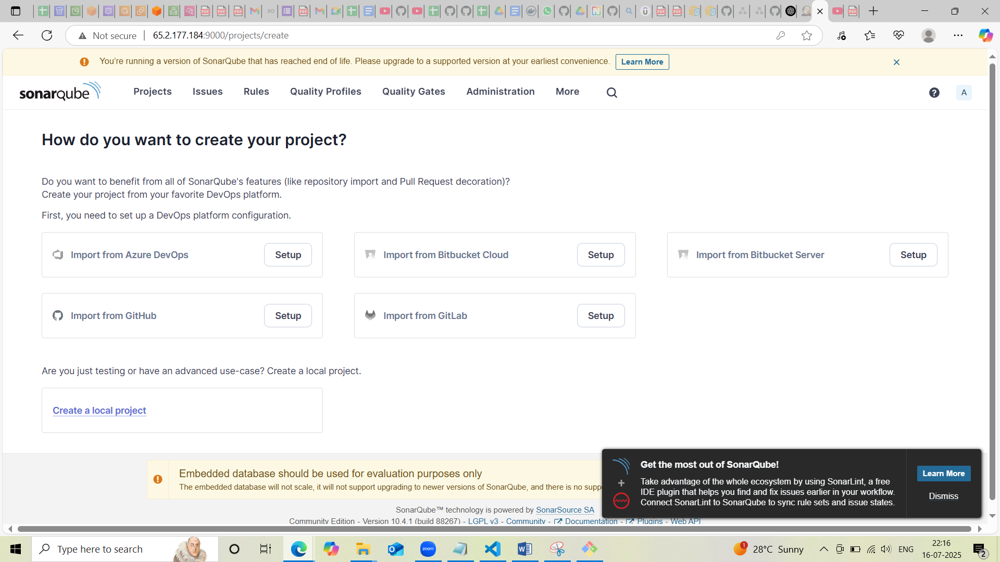 Not secure
65.2.177.184:9000/projects/create
You’re running a version of SonarQube that has reached end of life. Please upgrade to a supported version at your earliest convenience. Learn More
sonarqube
Projects Issues Rules Quality Profiles Quality Gates Administration More
A
How do you want to create your project?
Do you want to benefit from all of SonarQube's features (like repository import and Pull Request decoration)?
Create your project from your favorite DevOps platform.
First, you need to set up a DevOps platform configuration.
Import from Azure DevOps Setup
Import from Bitbucket Cloud Setup
Import from Bitbucket Server Setup
Import from GitHub Setup
Import from GitLab Setup
Are you just testing or have an advanced use-case? Create a local project.
Create a local project
Embedded database should be used for evaluation purposes only
The embedded database will not scale, it will not support upgrading to newer versions of SonarQube, and there is no supp
SonarQube™ technology is powered by SonarSource SA
Community Edition - Version 10.4.1 (build 88267) - LGPL v3 - Community - Documentation - Plugins - Web API
Get the most out of SonarQube!
Take advantage of the whole ecosystem by using SonarLint, a free
IDE plugin that helps you find and fix issues earlier in your workflow.
Connect SonarLint to SonarQube to sync rule sets and issue states.
Learn More
Dismiss
Type here to search
zoom
1
28°C Sunny
ENG
22:16
16-07-2025
2